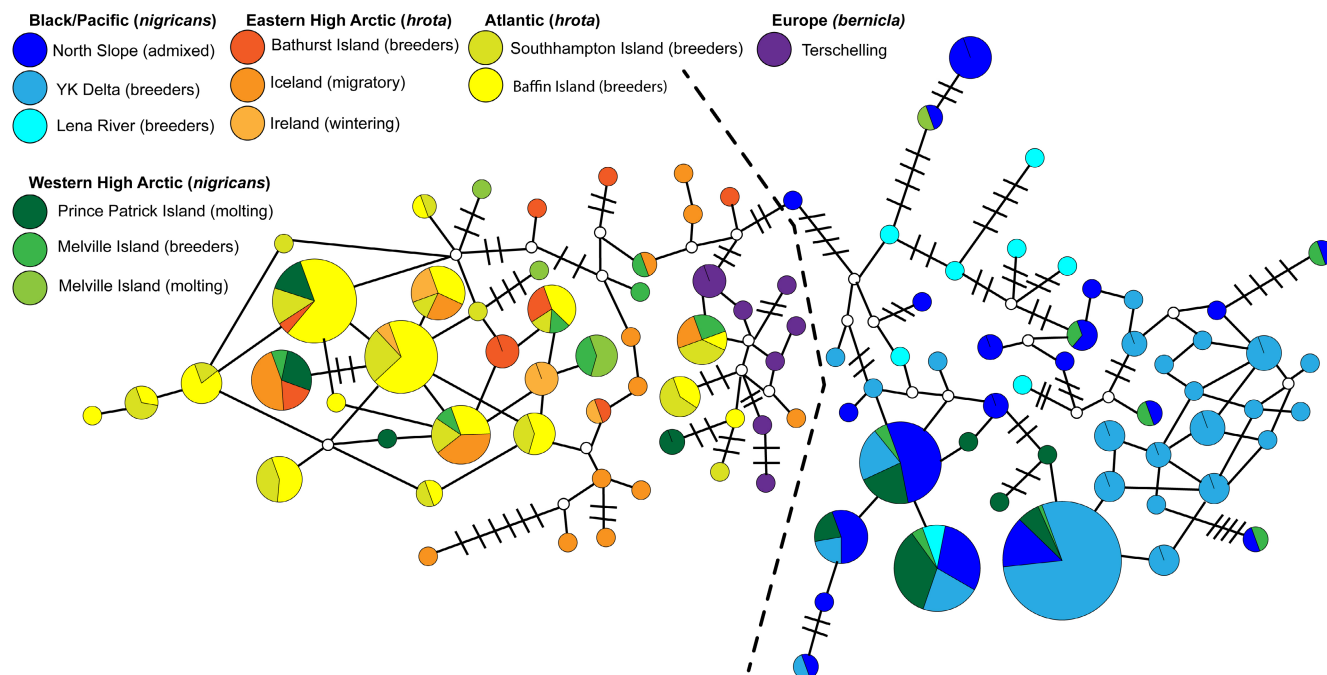 Black/Pacific (nigricans)
North Slope (admixed)
YK Delta (breeders)
Lena River (breeders)
Eastern High Arctic (hrota)
Bathurst Island (breeders)
Iceland (migratory)
Ireland (wintering)
Atlantic (hrota)
Southhampton Island (breeders)
Baffin Island (breeders)
Europe (bernicla)
Terschelling
Western High Arctic (nigricans)
Prince Patrick Island (molting)
Melville Island (breeders)
Melville Island (molting)